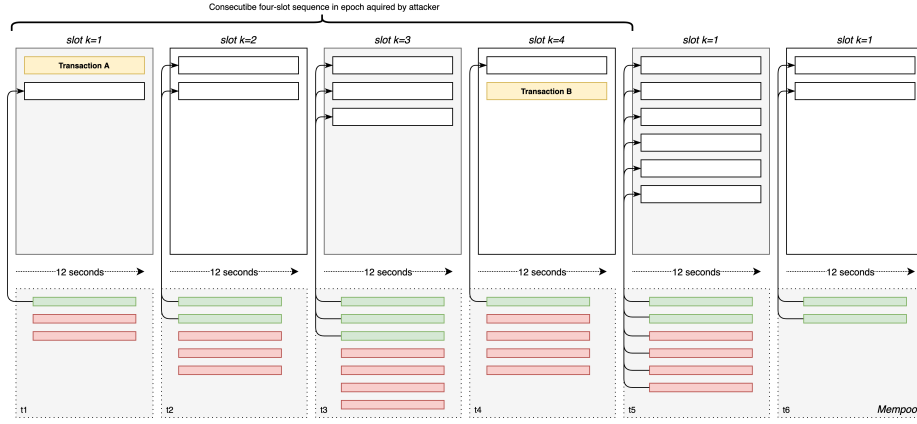 Consecutibe four-slot sequence in epoch aquired by attacker
slot k=1
slot k=2
slot k=3
slot k=4
slot k=1
slot k=1
Transaction A
Transaction B
12 seconds
12 seconds
12 seconds
12 seconds
12 seconds
12 seconds
t1
t2
t3
t4
t5
t6
Mempoo